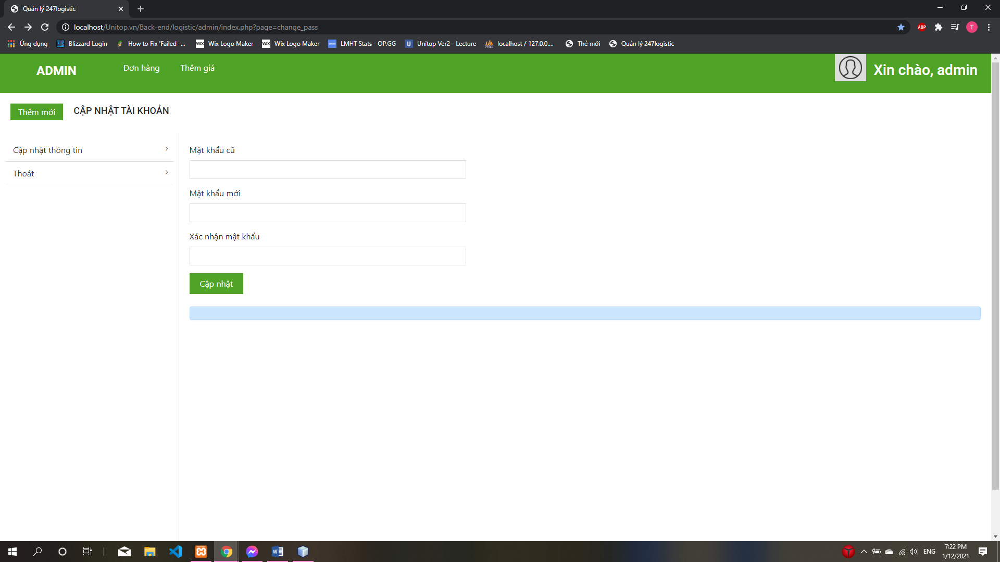 Quản lý 247logistic
localhost/Unitop.vn/Back-end/logistic/admin/index.php?page=change_pass
ABP
T
Ứng dụng
Blizzard Login
How to Fix 'Failed -...
WIX Wix Logo Maker
WIX Wix Logo Maker
LMHT Stats - OP.GG
U Unitop Ver2 - Lecture
localhost / 127.0.0....
Thẻ mới
Quản lý 247logistic
ADMIN
Đơn hàng
Thêm giá
Xin chào, admin
Thêm mới
CẬP NHẬT TÀI KHOẢN
Cập nhật thông tin
Thoát
Mật khẩu cũ
Mật khẩu mới
Xác nhận mật khẩu
Cập nhật
ENG
7:22 PM
1/12/2021